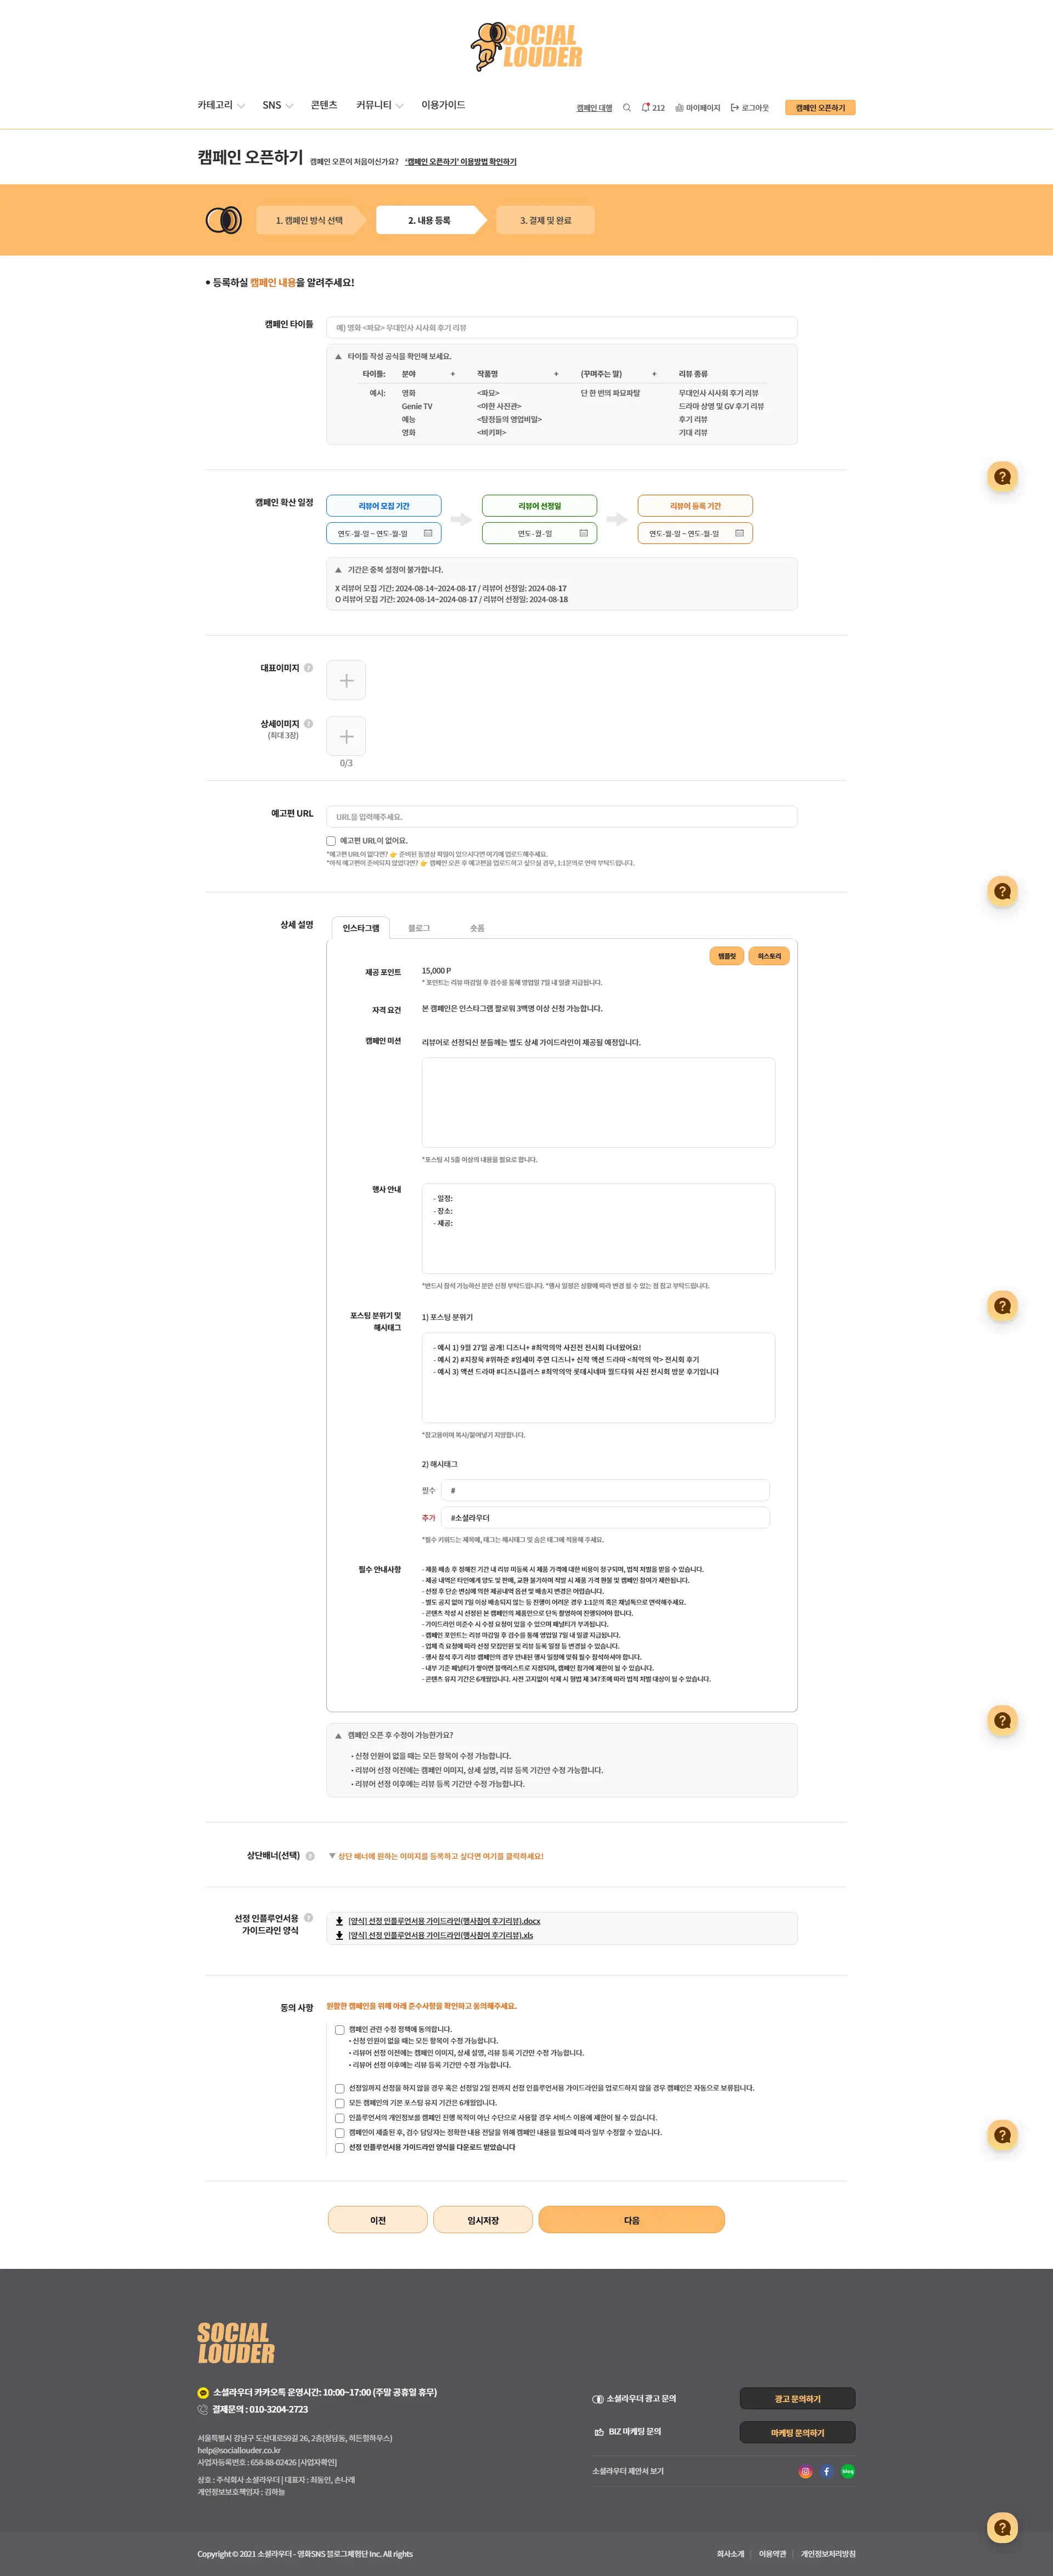 SOCIAL
LOUDER
카테고리 SNS 콘텐츠 커뮤니티 이용가이드
캠페인 대행 212 마이페이지 로그아웃 캠페인 오픈하기
캠페인 오픈하기 캠페인 오픈이 처음이신가요? '캠페인 오픈하기' 이용방법 확인하기
1. 캠페인 방식 선택 2. 내용 등록 3. 결제 및 완료
• 등록하실 캠페인 내용을 알려주세요!
캠페인 타이틀
예) 영화 <파묘> 무대인사 시사회 후기 리뷰
▲ 타이틀 작성 공식을 확인해 보세요.
타이틀: 분야 + 작품명 + (꾸며주는 말) + 리뷰 종류
예시: 영화 <파묘> 단 한 번의 파묘파탈 무대인사 시사회 후기 리뷰
Genie TV <야한 사진관> 드라마 상영 및 GV 후기 리뷰
예능 <탐정들의 영업비밀> 후기 리뷰
영화 <비키퍼> 기대 리뷰
캠페인 확산 일정
리뷰어 모집 기간 리뷰어 선정일 리뷰어 등록 기간
연도-월-일 ~ 연도-월-일 연도-월-일 연도-월-일 ~ 연도-월-일
▲ 기간은 중복 설정이 불가합니다.
X 리뷰어 모집 기간: 2024-08-14~2024-08-17 / 리뷰어 선정일: 2024-08-17
O 리뷰어 모집 기간: 2024-08-14~2024-08-17 / 리뷰어 선정일: 2024-08-18
대표이미지 ?
상세이미지 ?
(최대 3장)
0/3
예고편 URL
URL을 입력해주세요.
예고편 URL이 없어요.
*예고편 URL이 없다면? 👉 준비된 동영상 파일이 있으시다면 여기에 업로드해주세요.
*아직 예고편이 준비되지 않았다면? 👉 캠페인 오픈 후 예고편을 업로드하고 싶으실 경우, 1:1문의로 연락 부탁드립니다.
상세 설명
인스타그램 블로그 숏폼
템플릿 히스토리
제공 포인트 15,000 P
* 포인트는 리뷰 마감일 후 검수를 통해 영업일 7일 내 일괄 지급됩니다.
자격 요건 본 캠페인은 인스타그램 팔로워 3백명 이상 신청 가능합니다.
캠페인 미션 리뷰어로 선정되신 분들께는 별도 상세 가이드라인이 제공될 예정입니다.
*포스팅 시 5줄 이상의 내용을 필요로 합니다.
행사 안내
- 일정:
- 장소:
- 제공:
*반드시 참석 가능하신 분만 신청 부탁드립니다. *행사 일정은 상황에 따라 변경 될 수 있는 점 참고 부탁드립니다.
포스팅 분위기 및
해시태그
1) 포스팅 분위기
- 예시 1) 9월 27일 공개! 디즈니+ #최악의악 사진전 전시회 다녀왔어요!
- 예시 2) #지창욱 #위하준 #임세미 주연 디즈니+ 신작 액션 드라마 <최악의 악> 전시회 후기
- 예시 3) 액션 드라마 #디즈니플러스 #최악의악 롯데시네마 월드타워 사진 전시회 방문 후기입니다
*참고용이며 복사/붙여넣기 지양합니다.
2) 해시태그
필수 #
추가 #소셜라우더
*필수 키워드는 제목에, 태그는 해시태그 및 숨은 태그에 적용해 주세요.
필수 안내사항
- 제품 배송 후 정해진 기간 내 리뷰 미등록 시 제품 가격에 대한 비용이 청구되며, 법적 처벌을 받을 수 있습니다.
- 제공 내역은 타인에게 양도 및 판매, 교환 불가하며 적발 시 제품 가격 환불 및 캠페인 참여가 제한됩니다.
- 선정 후 단순 변심에 의한 제공내역 옵션 및 배송지 변경은 어렵습니다.
- 별도 공지 없이 7일 이상 배송되지 않는 등 진행이 어려운 경우 1:1문의 혹은 채널톡으로 연락해주세요.
- 콘텐츠 작성 시 선정된 본 캠페인의 제품만으로 단독 촬영하여 진행되어야 합니다.
- 가이드라인 미준수 시 수정 요청이 있을 수 있으며 패널티가 부과됩니다.
- 캠페인 포인트는 리뷰 마감일 후 검수를 통해 영업일 7일 내 일괄 지급됩니다.
- 업체 측 요청에 따라 선정 모집인원 및 리뷰 등록 일정 등 변경될 수 있습니다.
- 행사 참석 후기 리뷰 캠페인의 경우 안내된 행사 일정에 맞춰 필수 참석하셔야 합니다.
- 내부 기준 패널티가 쌓이면 블랙리스트로 지정되며, 캠페인 참가에 제한이 될 수 있습니다.
- 콘텐츠 유지 기간은 6개월입니다. 사전 고지없이 삭제 시 형법 제 347조에 따라 법적 처벌 대상이 될 수 있습니다.
▲ 캠페인 오픈 후 수정이 가능한가요?
• 신청 인원이 없을 때는 모든 항목이 수정 가능합니다.
• 리뷰어 선정 이전에는 캠페인 이미지, 상세 설명, 리뷰 등록 기간만 수정 가능합니다.
• 리뷰어 선정 이후에는 리뷰 등록 기간만 수정 가능합니다.
상단배너(선택) ? ▼ 상단 배너에 원하는 이미지를 등록하고 싶다면 여기를 클릭하세요!
선정 인플루언서용 ?
가이드라인 양식
[양식] 선정 인플루언서용 가이드라인(행사참여 후기리뷰).docx
[양식] 선정 인플루언서용 가이드라인(행사참여 후기리뷰).xls
동의 사항 원활한 캠페인을 위해 아래 준수사항을 확인하고 동의해주세요.
캠페인 관련 수정 정책에 동의합니다.
• 신청 인원이 없을 때는 모든 항목이 수정 가능합니다.
• 리뷰어 선정 이전에는 캠페인 이미지, 상세 설명, 리뷰 등록 기간만 수정 가능합니다.
• 리뷰어 선정 이후에는 리뷰 등록 기간만 수정 가능합니다.
선정일까지 선정을 하지 않을 경우 혹은 선정일 2일 전까지 선정 인플루언서용 가이드라인을 업로드하지 않을 경우 캠페인은 자동으로 보류됩니다.
모든 캠페인의 기본 포스팅 유지 기간은 6개월입니다.
인플루언서의 개인정보를 캠페인 진행 목적이 아닌 수단으로 사용할 경우 서비스 이용에 제한이 될 수 있습니다.
캠페인이 제출된 후, 검수 담당자는 정확한 내용 전달을 위해 캠페인 내용을 필요에 따라 일부 수정할 수 있습니다.
선정 인플루언서용 가이드라인 양식을 다운로드 받았습니다
이전 임시저장 다음
SOCIAL
LOUDER
소셜라우더 카카오톡 운영시간: 10:00~17:00 (주말 공휴일 휴무)
결제문의 : 010-3204-2723
서울특별시 강남구 도산대로59길 26, 2층(청담동, 히든힐하우스)
help@sociallouder.co.kr
사업자등록번호 : 658-88-02426 [사업자확인]
상호 : 주식회사 소셜라우더 | 대표자 : 최동인, 손나래
개인정보보호책임자 : 김하늘
소셜라우더 광고 문의 광고 문의하기
BIZ 마케팅 문의 마케팅 문의하기
소셜라우더 제안서 보기 blog
Copyright © 2021 소셜라우더 - 영화SNS 블로그체험단 Inc. All rights
회사소개 | 이용약관 | 개인정보처리방침